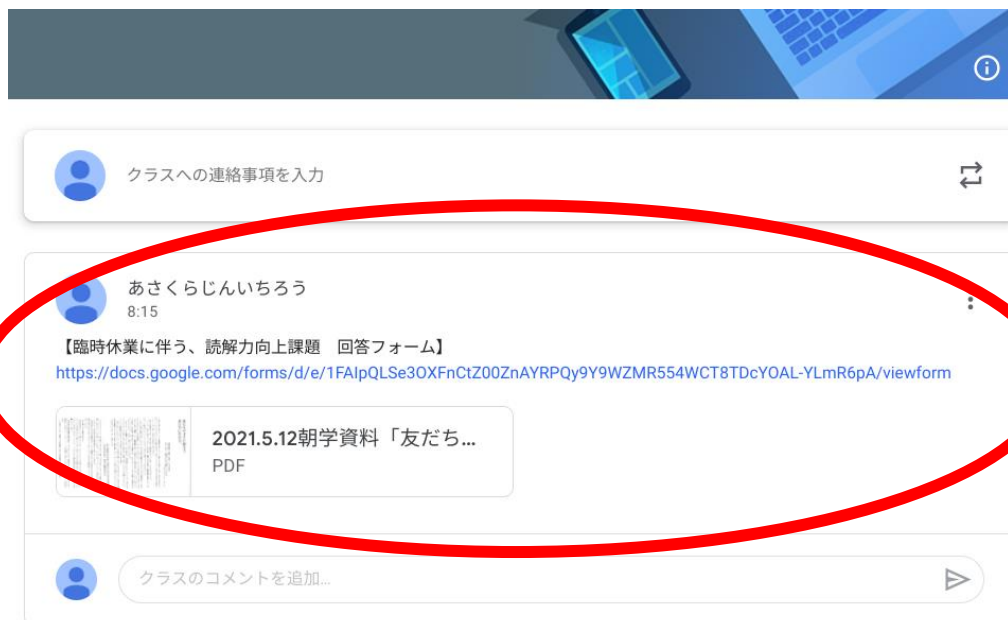 クラスへの連絡事項を入力
あさくらじんいちろう
8:15
【臨時休業に伴う、読解力向上課題　回答フォーム】
https://docs.google.com/forms/d/e/1FAIpQLSe3OXFnCtZ00ZnAYRPQy9Y9WZMR554WCT8TDcYOAL-YLmR6pA/viewform
2021.5.12朝学資料「友だち...
PDF
クラスのコメントを追加...